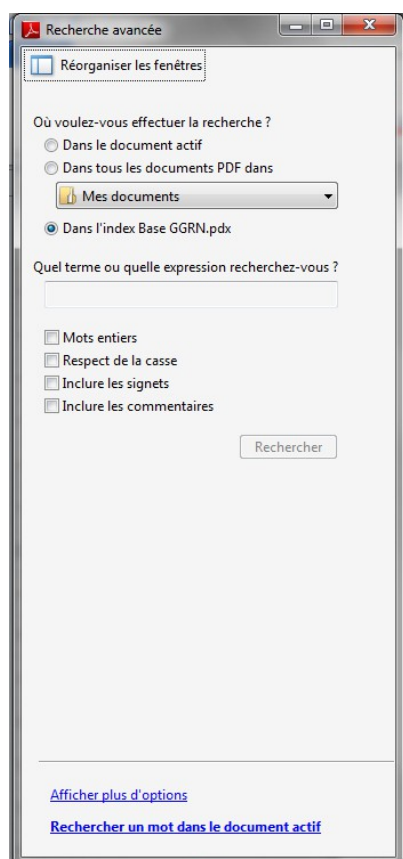 Recherche avancée
Réorganiser les fenêtres
Où voulez-vous effectuer la recherche ?
Dans le document actif
Dans tous les documents PDF dans
Mes documents
Dans l'index Base GGRN.pdx
Quel terme ou quelle expression recherchez-vous ?
Mots entiers
Respect de la casse
Inclure les signets
Inclure les commentaires
Rechercher
Afficher plus d'options
Rechercher un mot dans le document actif